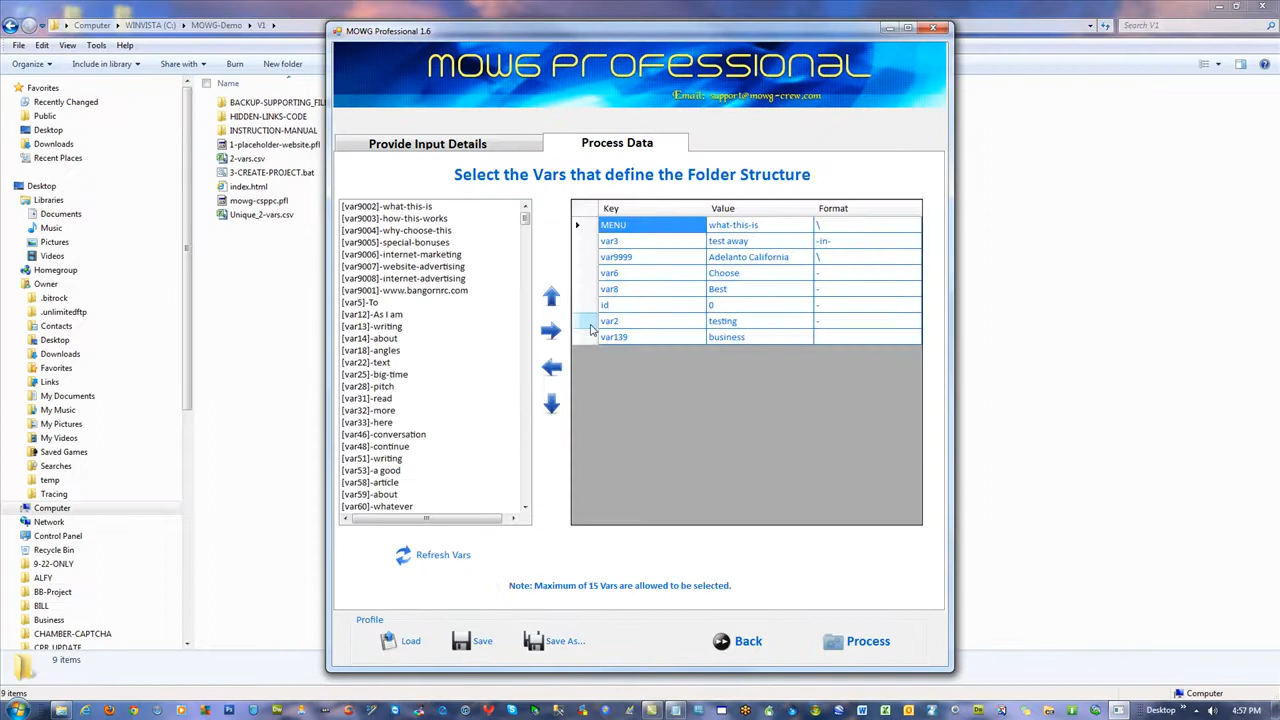 Computer ▸ WINVISTA (C:) ▸ MOWG-Demo ▸ V1
Search V1
File Edit View Tools Help
Organize Include in library Share with Burn New folder
Name
Favorites
Recently Changed
Public
Desktop
Downloads
Recent Places
Desktop
Libraries
Documents
Music
Pictures
Videos
Homegroup
Owner
.bitrock
.unlimitedftp
Contacts
Desktop
Downloads
Favorites
Links
My Documents
My Music
My Pictures
My Videos
Saved Games
Searches
temp
Tracing
Computer
Network
Control Panel
Recycle Bin
9-22-ONLY
ALFY
BB-Project
BILL
Business
CHAMBER-CAPTCHA
CPR UPDATE
BACKUP-SUPPORTING_FIL
HIDDEN-LINKS-CODE
INSTRUCTION-MANUAL
1-placeholder-website.pfl
2-vars.csv
3-CREATE-PROJECT.bat
index.html
mowg-csppc.pfl
Unique_2-vars.csv
MOWG Professional 1.6
MOWG PROFESSIONAL
Email: support@mowg-crew.com
Provide Input Details
Process Data
Select the Vars that define the Folder Structure
[var9002]-what-this-is
[var9003]-how-this-works
[var9004]-why-choose-this
[var9005]-special-bonuses
[var9006]-internet-marketing
[var9007]-website-advertising
[var9008]-internet-advertising
[var9001]-www.bangornrc.com
[var5]-To
[var12]-As I am
[var13]-writing
[var14]-about
[var18]-angles
[var22]-text
[var25]-big-time
[var28]-pitch
[var31]-read
[var32]-more
[var33]-here
[var46]-conversation
[var48]-continue
[var51]-writing
[var53]-a good
[var58]-article
[var59]-about
[var60]-whatever
Key Value Format
MENU what-this-is \
var3 test away -in-
var9999 Adelanto California \
var6 Choose -
var8 Best -
id 0 -
var2 testing -
var139 business
Refresh Vars
Note: Maximum of 15 Vars are allowed to be selected.
Profile
Load
Save
Save As...
Back
Process
9 items
9 items
Computer
Desktop
4:57 PM